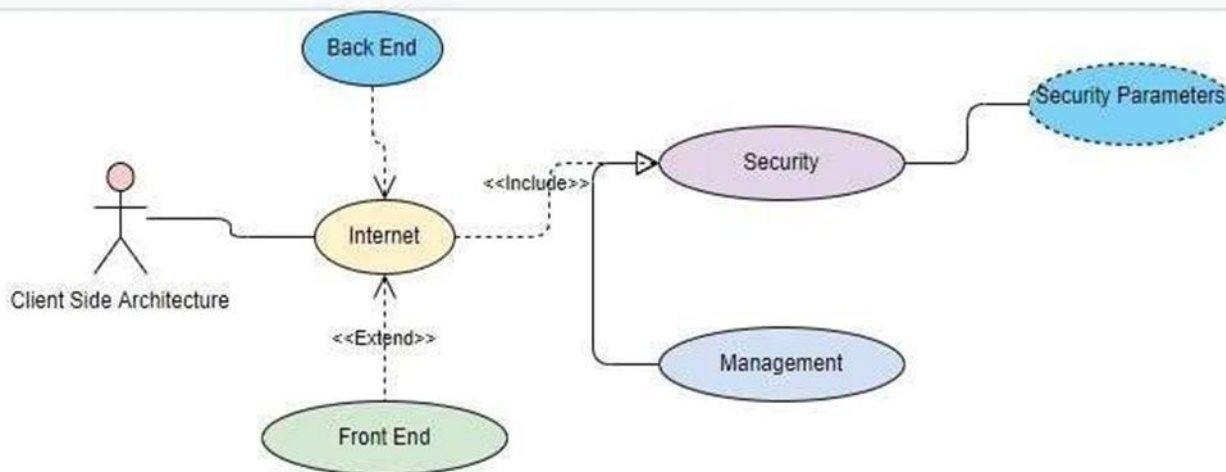 Back End
Security Parameters
Security
<<Include>>
Internet
Client Side Architecture
<<Extend>>
Management
Front End